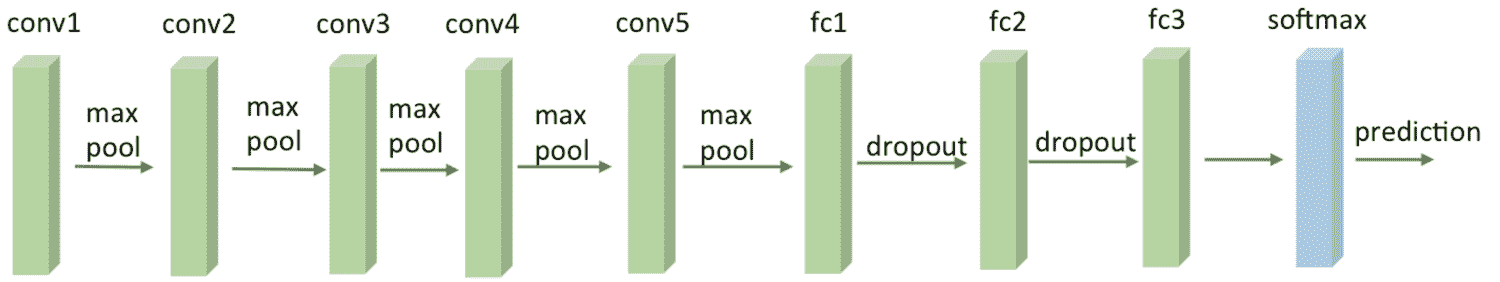 conv1 conv2 conv3 conv4 conv5 fc1 fc2 fc3 softmax
max pool
max pool
max pool
max pool
max pool
dropout
dropout
prediction